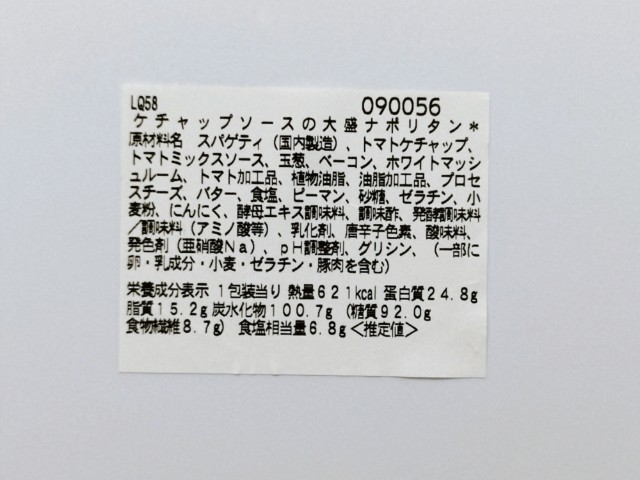 LQ58
090056
ケチャップソースの大盛ナポリタン*
原材料名 スパゲティ(国内製造)、トマトケチャップ、
トマトミックスソース、玉葱、ベーコン、ホワイトマッシ
ュルーム、トマト加工品、植物油脂、油脂加工品、プロセ
スチーズ、バター、食塩、ピーマン、砂糖、ゼラチン、小
麦粉、にんにく、酵母エキス調味料、調味酢、発酵調味料
/調味料(アミノ酸等)、乳化剤、唐辛子色素、酸味料、
発色剤(亜硝酸Na)、pH調整剤、グリシン、(一部に
卵・乳成分・小麦・ゼラチン・豚肉を含む)
栄養成分表示 1包装当り 熱量621kcal 蛋白質24.8g
脂質15.2g 炭水化物100.7g (糖質92.0g
食物繊維8.7g) 食塩相当量6.8g<推定値>